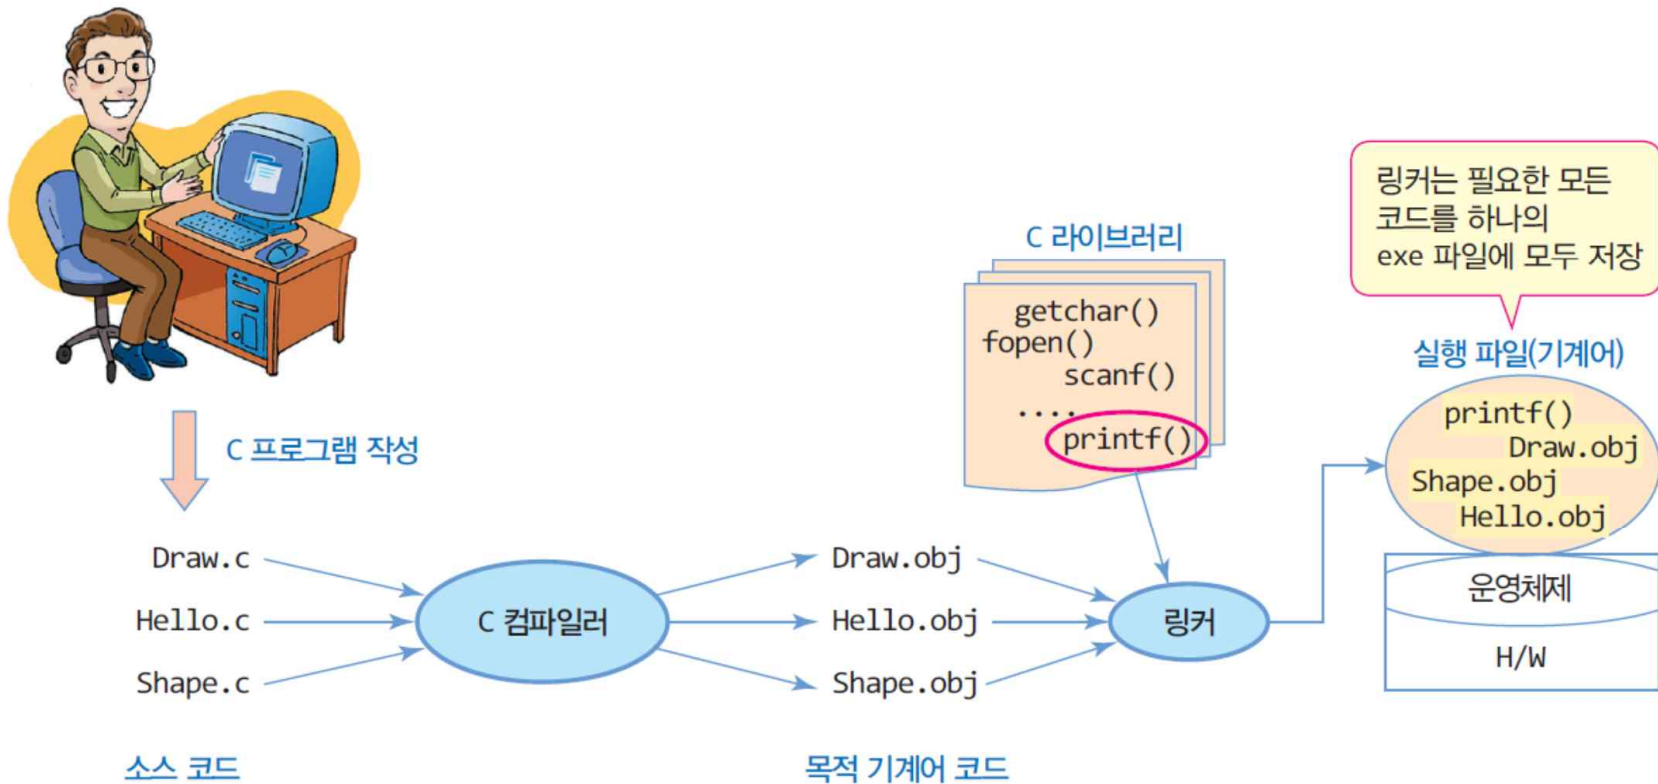 C 프로그램 작성
Draw.c
Hello.c
Shape.c
소스 코드
C 컴파일러
Draw.obj
Hello.obj
Shape.obj
목적 기계어 코드
C 라이브러리
getchar()
fopen()
scanf()
....
printf()
링커
링커는 필요한 모든
코드를 하나의
exe 파일에 모두 저장
실행 파일(기계어)
printf()
Draw.obj
Shape.obj
Hello.obj
운영체제
H/W